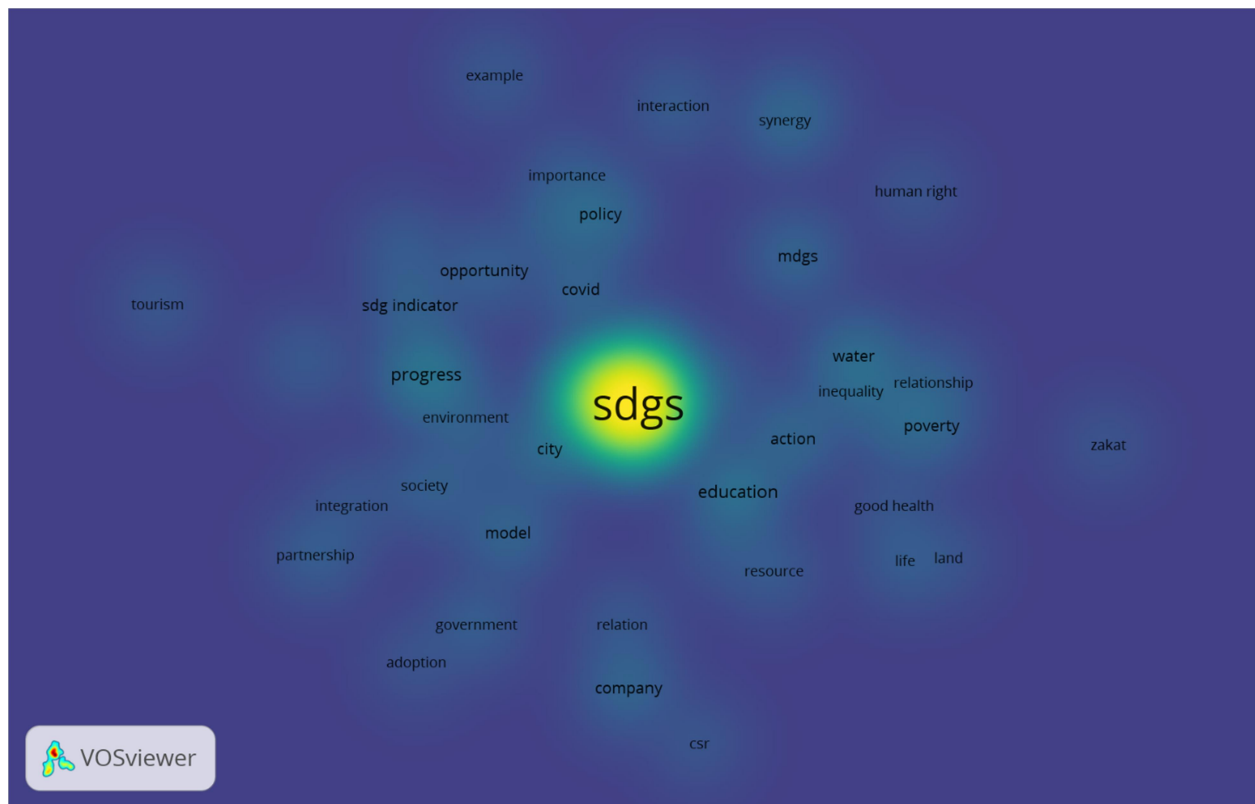 example
interaction
synergy
importance
human right
policy
mdgs
opportunity
covid
tourism
sdg indicator
water
progress
inequality
relationship
sdgs
environment
poverty
city
action
zakat
society
education
integration
good health
model
partnership
life
land
resource
government
relation
adoption
company
csr
VOSviewer